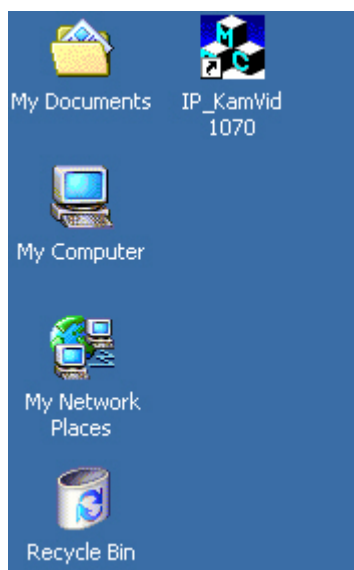 My Documents
IP_KamVid
1070
My Computer
My Network
Places
Recycle Bin